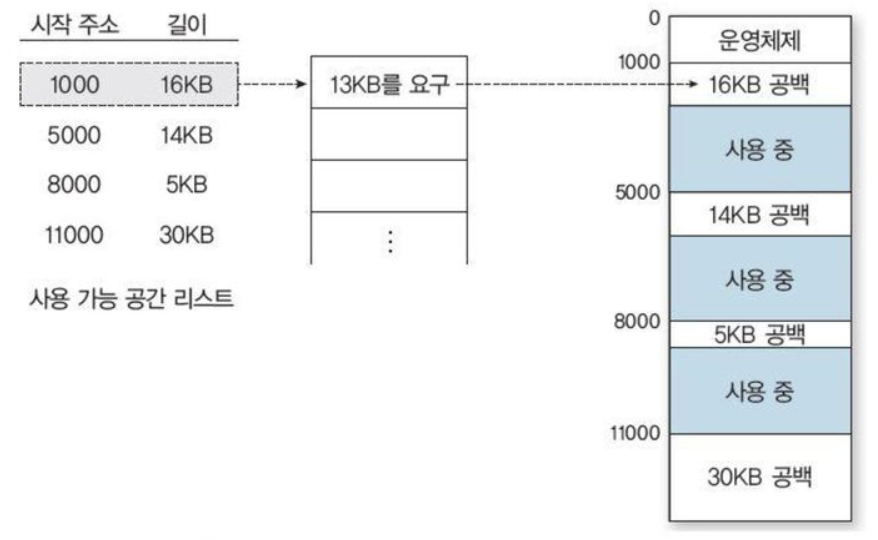 시작 주소 길이
1000 16KB
5000 14KB
8000 5KB
11000 30KB
사용 가능 공간 리스트
13KB를 요구
⋮
0
운영체제
1000
16KB 공백
사용 중
5000
14KB 공백
사용 중
8000
5KB 공백
사용 중
11000
30KB 공백